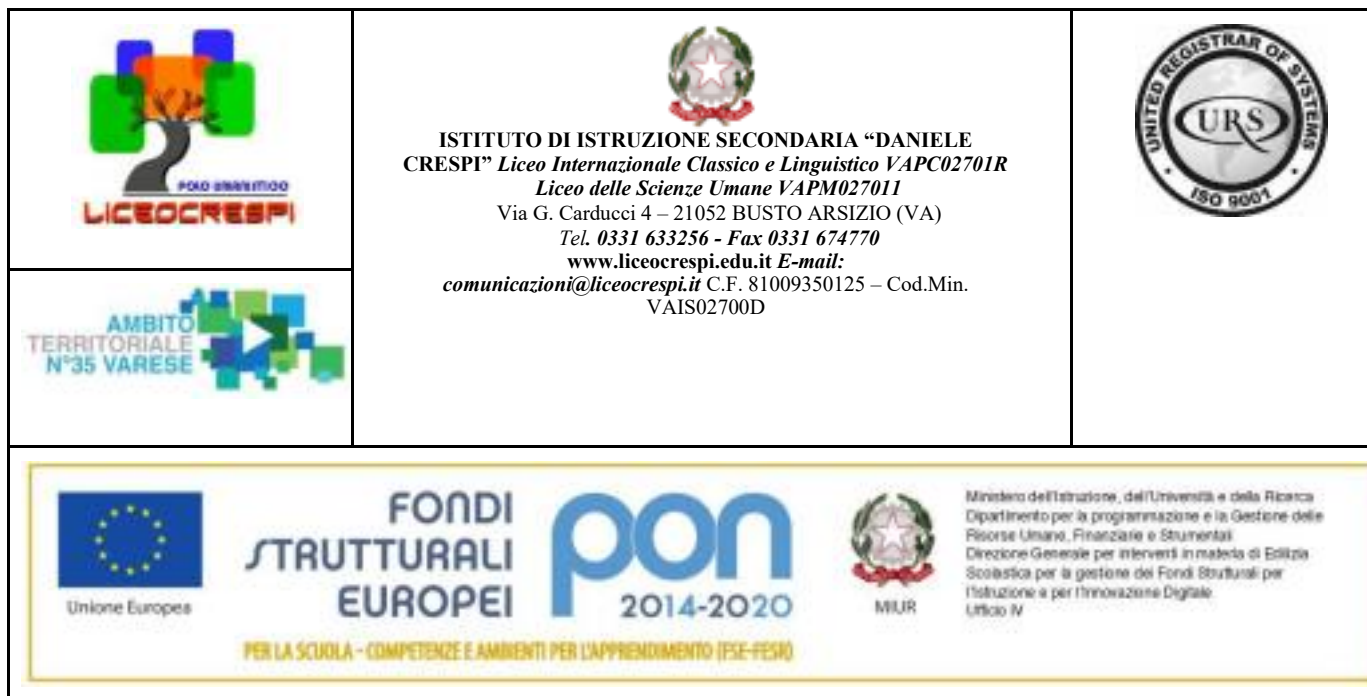 POLO UMANISTICO
LICEOCRESPI
AMBITO
TERRITORIALE
N°35 VARESE
ISTITUTO DI ISTRUZIONE SECONDARIA “DANIELE
CRESPI” Liceo Internazionale Classico e Linguistico VAPC02701R
Liceo delle Scienze Umane VAPM027011
Via G. Carducci 4 – 21052 BUSTO ARSIZIO (VA)
Tel. 0331 633256 - Fax 0331 674770
www.liceocrespi.edu.it E-mail:
comunicazioni@liceocrespi.it C.F. 81009350125 – Cod.Min.
VAIS02700D
UNITED REGISTRAR OF SYSTEMS
URS
ISO 9001
Unione Europea
FONDI
STRUTTURALI
EUROPEI
pon
2014-2020
PER LA SCUOLA - COMPETENZE E AMBIENTI PER L'APPRENDIMENTO (FSE-FESR)
MIUR
Ministero dell'Istruzione, dell'Università e della Ricerca
Dipartimento per la programmazione e la Gestione delle
Risorse Umane, Finanziarie e Strumentali
Direzione Generale per interventi in materia di Edilizia
Scolastica per la gestione dei Fondi Strutturali per
l'Istruzione e per l'Innovazione Digitale
Ufficio IV